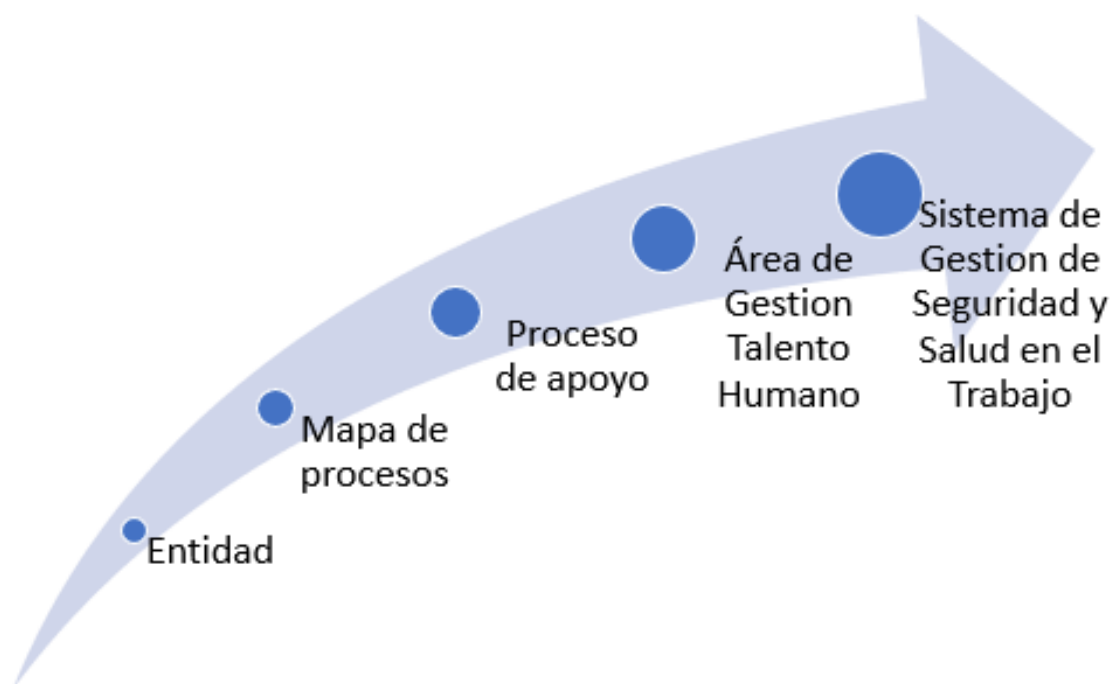 Entidad
Mapa de
procesos
Proceso
de apoyo
Área de
Gestion
Talento
Humano
Sistema de
Gestion de
Seguridad y
Salud en el
Trabajo